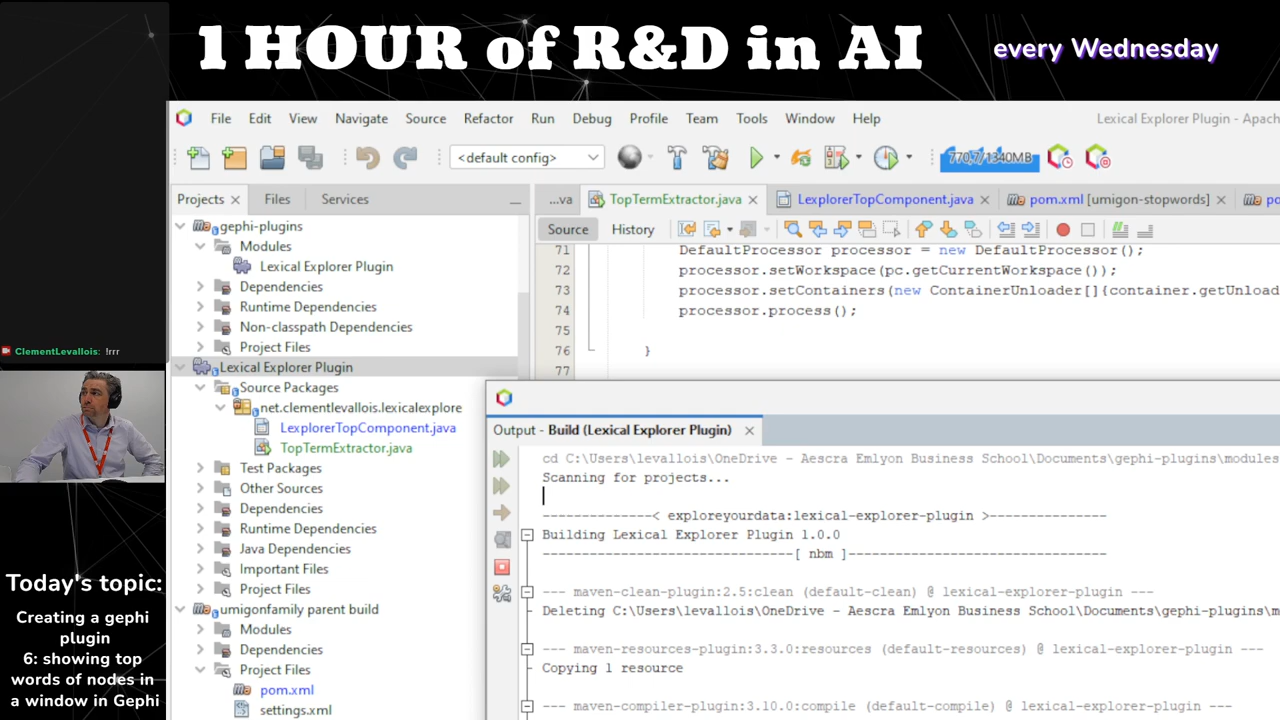 1 HOUR of R&D in AI
every Wednesday
File Edit View Navigate Source Refactor Run Debug Profile Team Tools Window Help
Lexical Explorer Plugin - Apach
<default config>
770,7/1340MB
Projects Files Services
...va TopTermExtractor.java LexplorerTopComponent.java pom.xml [umigon-stopwords]
Source History
gephi-plugins
Modules
Lexical Explorer Plugin
Dependencies
Runtime Dependencies
Non-classpath Dependencies
Project Files
Lexical Explorer Plugin
Source Packages
net.clementlevallois.lexicalexplore
LexplorerTopComponent.java
TopTermExtractor.java
Test Packages
Other Sources
Dependencies
Runtime Dependencies
Java Dependencies
Important Files
Project Files
umigonfamily parent build
Modules
Dependencies
Project Files
pom.xml
settings.xml
71 DefaultProcessor processor = new DefaultProcessor();
72 processor.setWorkspace(pc.getCurrentWorkspace());
73 processor.setContainers(new ContainerUnloader[]{container.getUnload
74 processor.process();
75
76 }
77
Output - Build (Lexical Explorer Plugin)
cd C:\Users\levallois\OneDrive - Aescra Emlyon Business School\Documents\gephi-plugins\modules
Scanning for projects...
--------------< exploreyourdata:lexical-explorer-plugin >---------------
Building Lexical Explorer Plugin 1.0.0
--------------------------------[ nbm ]---------------------------------
--- maven-clean-plugin:2.5:clean (default-clean) @ lexical-explorer-plugin ---
Deleting C:\Users\levallois\OneDrive - Aescra Emlyon Business School\Documents\gephi-plugins\m
--- maven-resources-plugin:3.3.0:resources (default-resources) @ lexical-explorer-plugin ---
Copying 1 resource
--- maven-compiler-plugin:3.10.0:compile (default-compile) @ lexical-explorer-plugin ---
ClementLevallois: !rrr
Today's topic:
Creating a gephi
plugin
6: showing top
words of nodes in
a window in Gephi